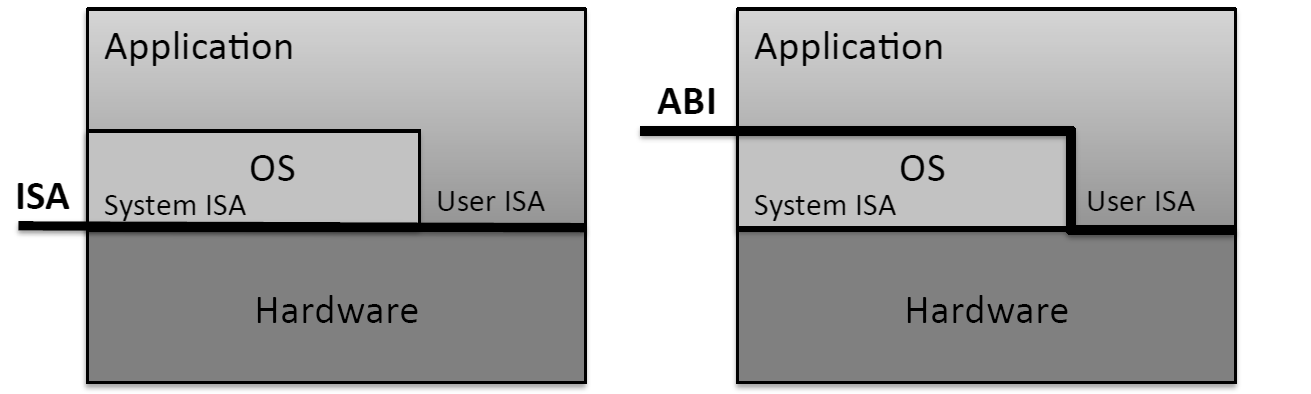 Application
OS
ISA
System ISA
User ISA
Hardware
Application
ABI
OS
System ISA
User ISA
Hardware